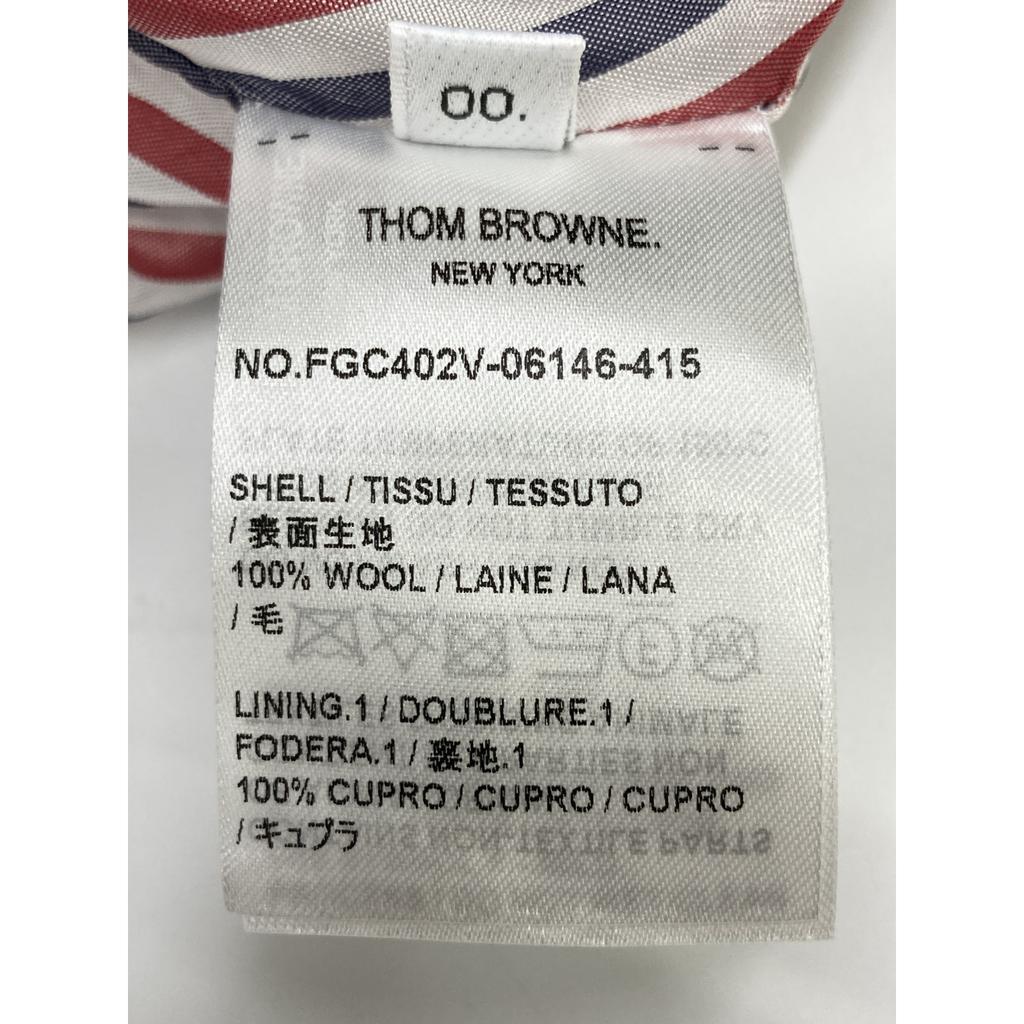 00.
THOM BROWNE.
NEW YORK
NO.FGC402V-06146-415
SHELL / TISSU / TESSUTO
/ 表面生地
100% WOOL / LAINE / LANA
/ 毛
LINING.1 / DOUBLURE.1 /
FODERA.1 / 裏地.1
100% CUPRO / CUPRO / CUPRO
/ キュプラ